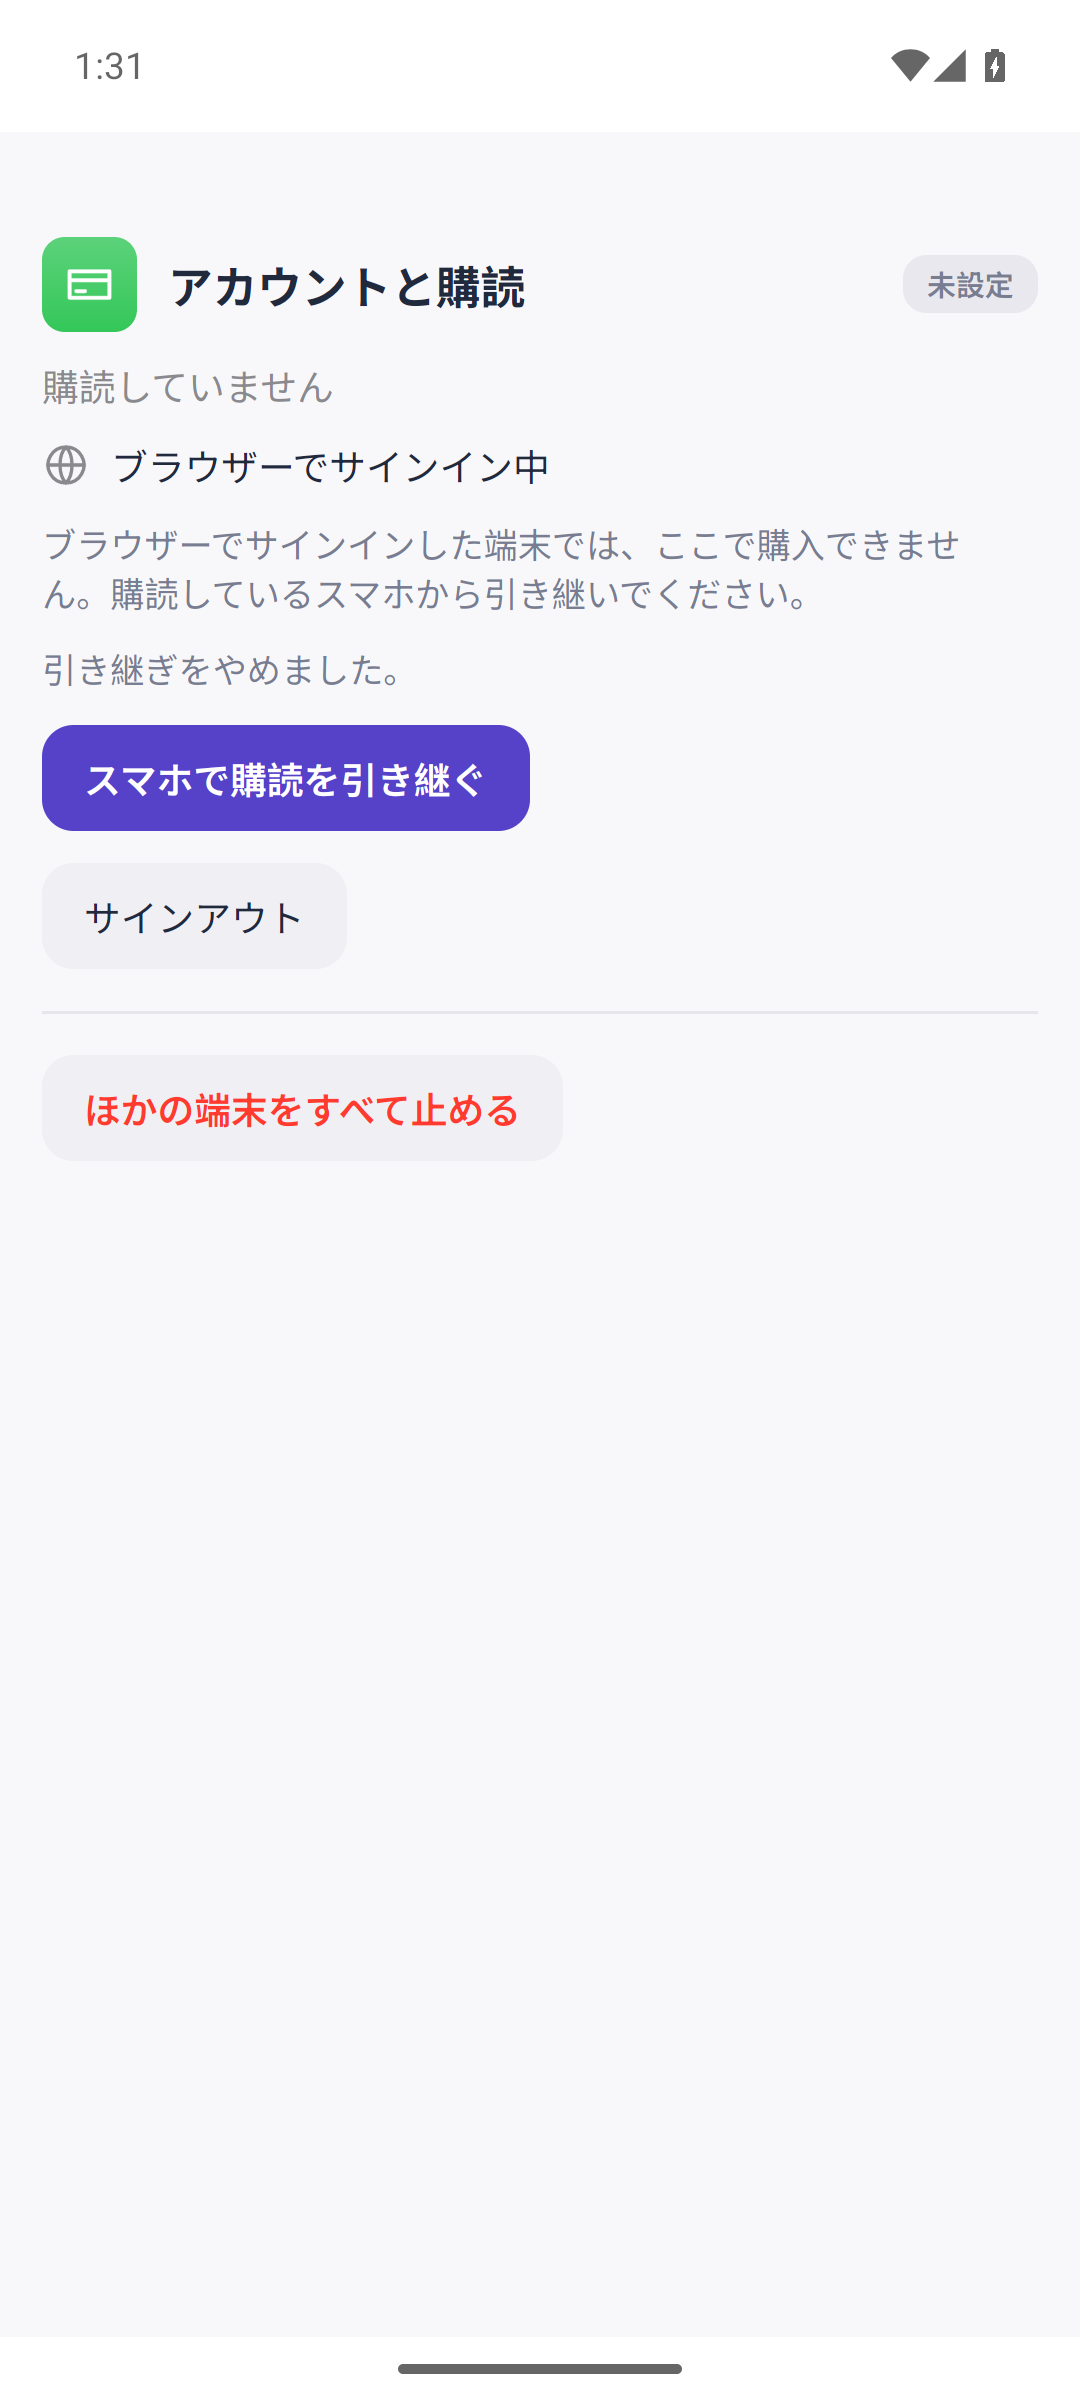 1:31
アカウントと購読
未設定
購読していません
ブラウザーでサインイン中
ブラウザーでサインインした端末では、ここで購入できませ
ん。購読しているスマホから引き継いでください。
引き継ぎをやめました。
スマホで購読を引き継ぐ
サインアウト
ほかの端末をすべて止める